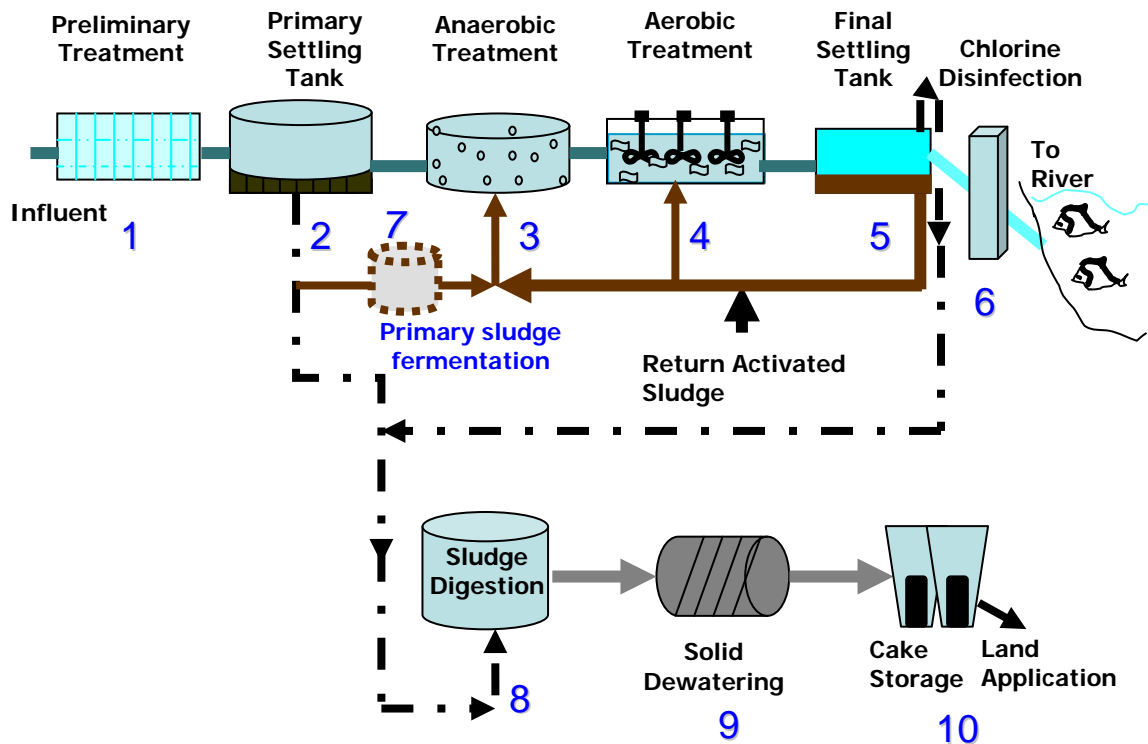 Preliminary
Treatment
Primary
Settling
Tank
Anaerobic
Treatment
Aerobic
Treatment
Final
Settling
Tank
Chlorine
Disinfection
To
River
Influent
1
2
7
3
4
5
6
Primary sludge
fermentation
Return Activated
Sludge
Sludge
Digestion
8
Solid
Dewatering
9
Cake
Storage
Land
Application
10